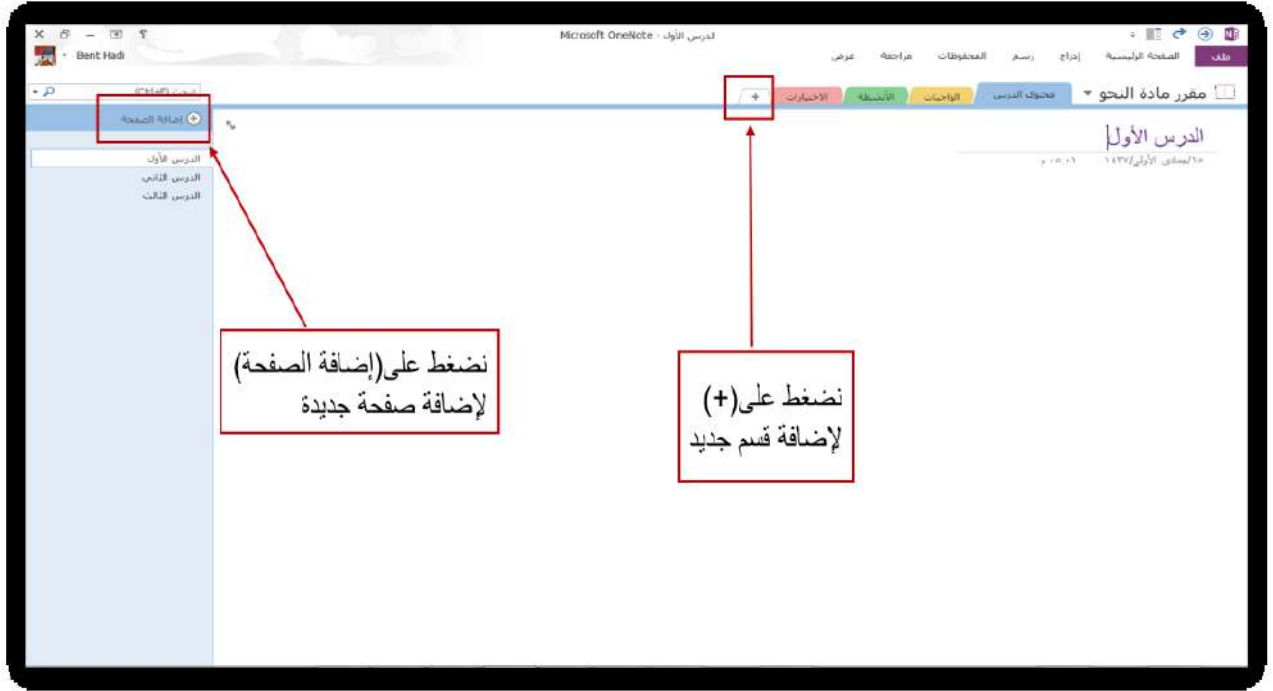 الدرس الأول - Microsoft OneNote
Bent Hadi
ملف الصفحة الرئيسية إدراج رسم المحفوظات مراجعة عرض
مقرر مادة النحو
محتوى الدرس الواجبات الأنشطة الاختبارات +
(Ctrl+E)
إضافة الصفحة
الدرس الأول
الدرس الثاني
الدرس الثالث
الدرس الأول
نضغط على(إضافة الصفحة)
لإضافة صفحة جديدة
نضغط على(+)
لإضافة قسم جديد